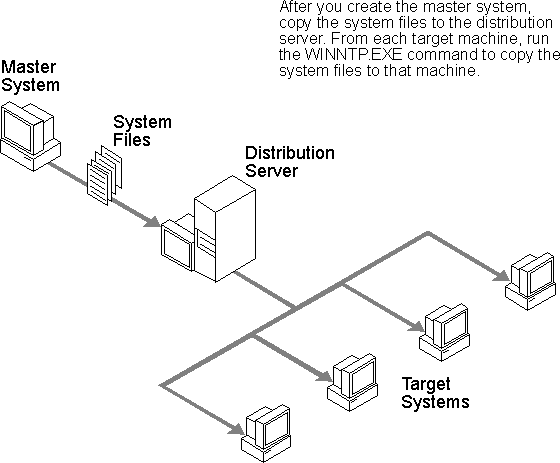 After you create the master system,
copy the system files to the distribution
server. From each target machine, run
the WINNTP.EXE command to copy the
system files to that machine.
Master
System
System
Files
Distribution
Server
Target
Systems